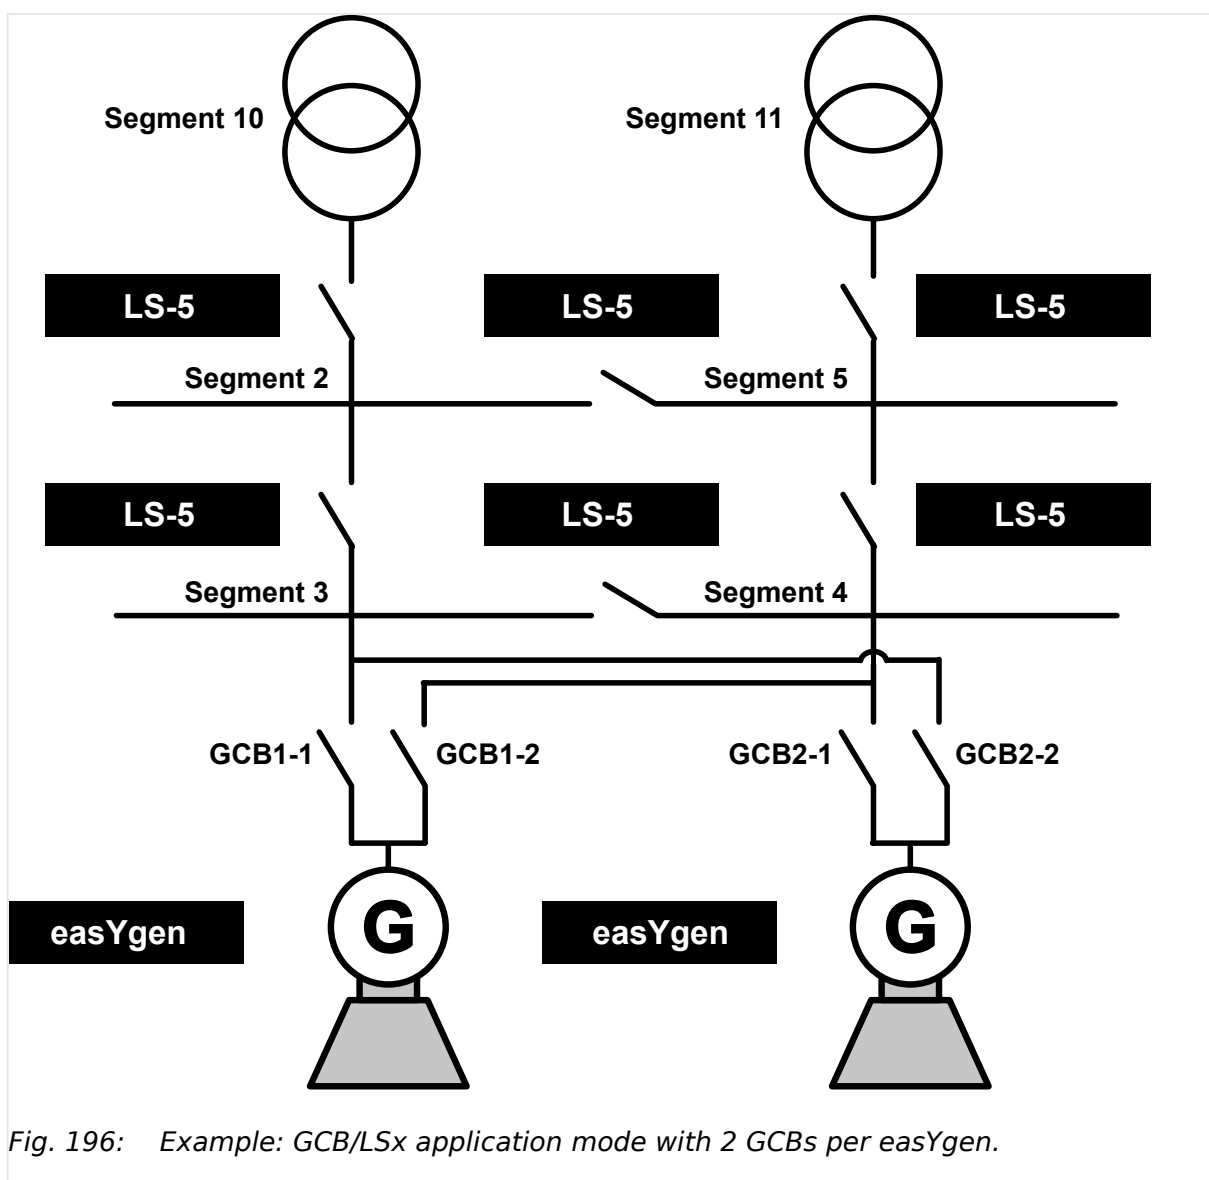 Segment 10
Segment 11
LS-5
LS-5
LS-5
Segment 2
Segment 5
LS-5
LS-5
LS-5
Segment 3
Segment 4
GCB1-1
GCB1-2
GCB2-1
GCB2-2
easYgen
G
easYgen
G
Fig. 196: Example: GCB/LSx application mode with 2 GCBs per easYgen.